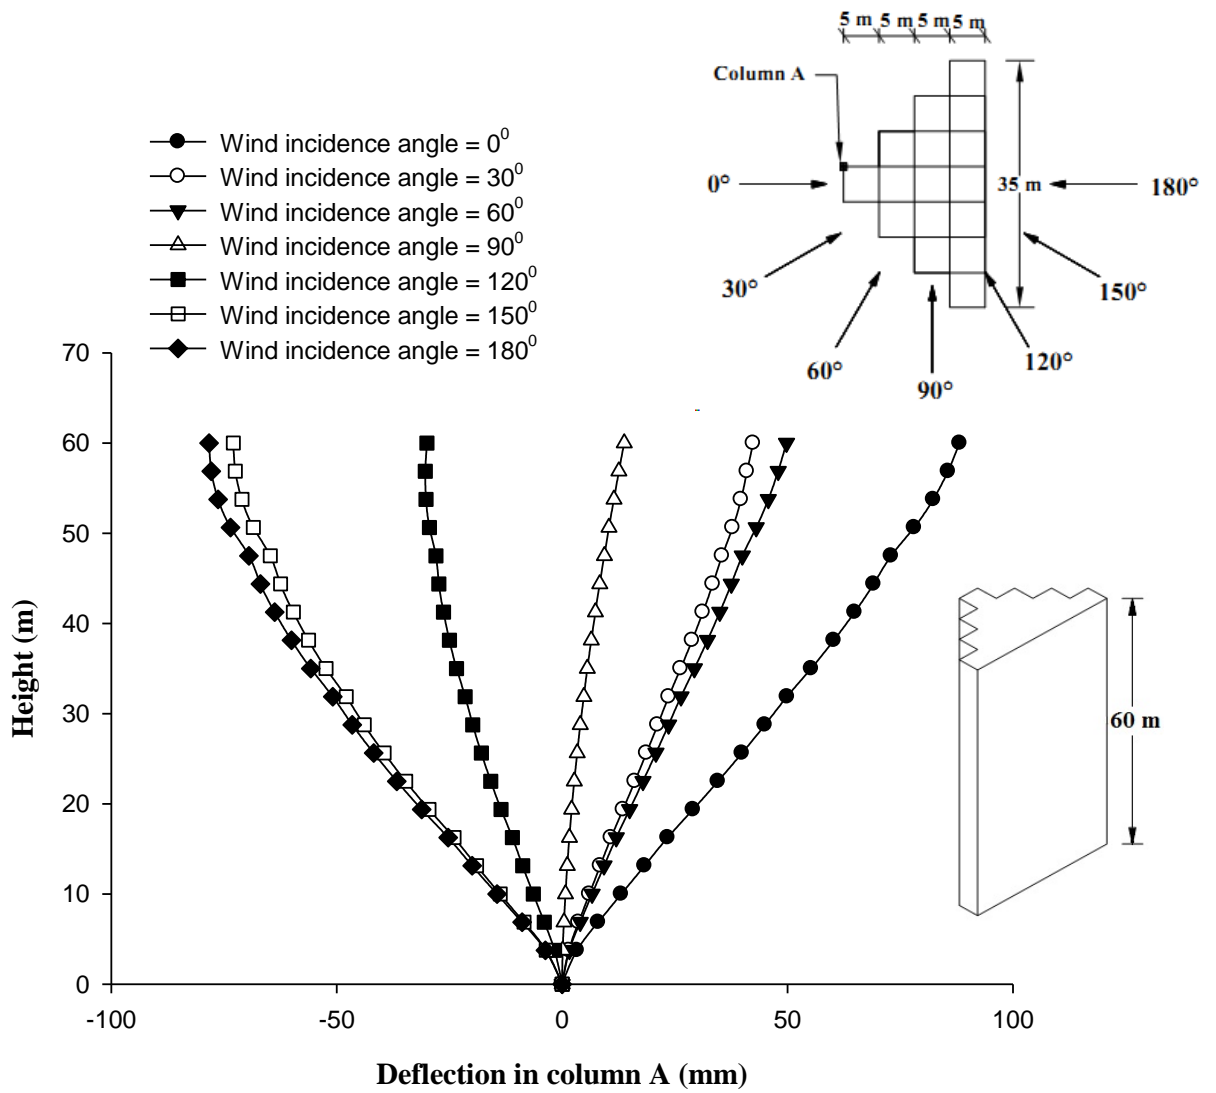 5 m 5 m 5 m 5 m
Column A
Wind incidence angle = 0⁰
Wind incidence angle = 30⁰
Wind incidence angle = 60⁰
Wind incidence angle = 90⁰
Wind incidence angle = 120⁰
Wind incidence angle = 150⁰
Wind incidence angle = 180⁰
0°
35 m
180°
30°
150°
60°
120°
90°
70
60
50
40
30
20
10
0
Height (m)
60 m
-100 -50 0 50 100
Deflection in column A (mm)